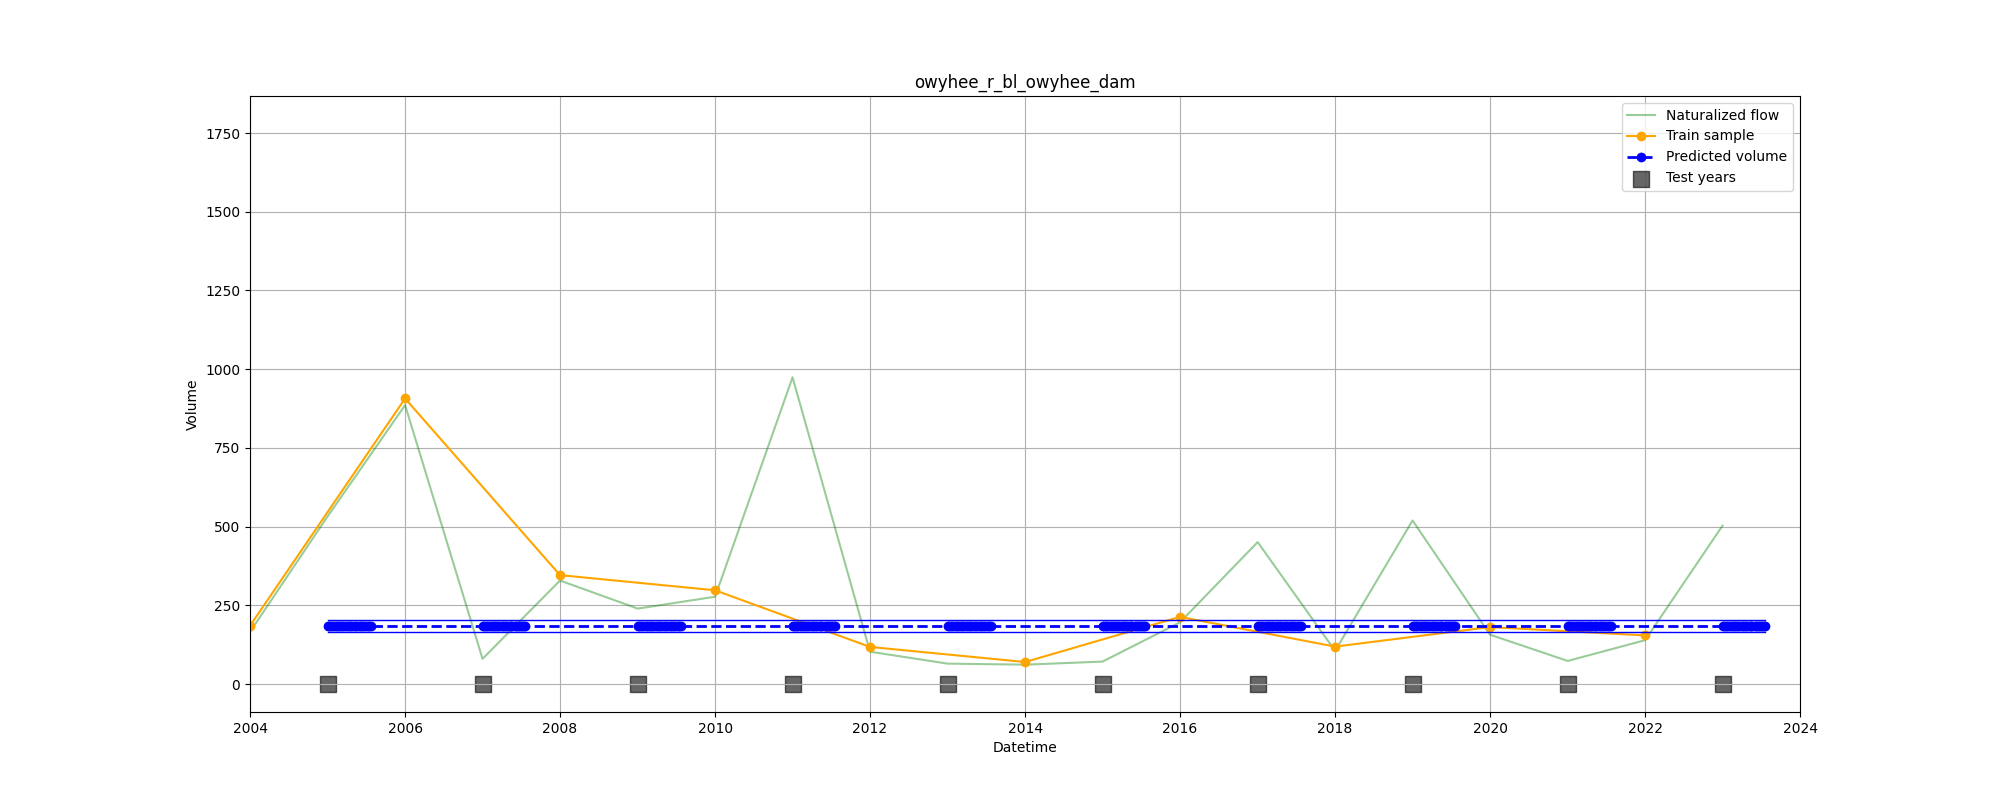 owyhee_r_bl_owyhee_dam
Naturalized flow
Train sample
Predicted volume
Test years
1750
1500
1250
1000
750
500
250
0
Volume
2004 2006 2008 2010 2012 2014 2016 2018 2020 2022 2024
Datetime